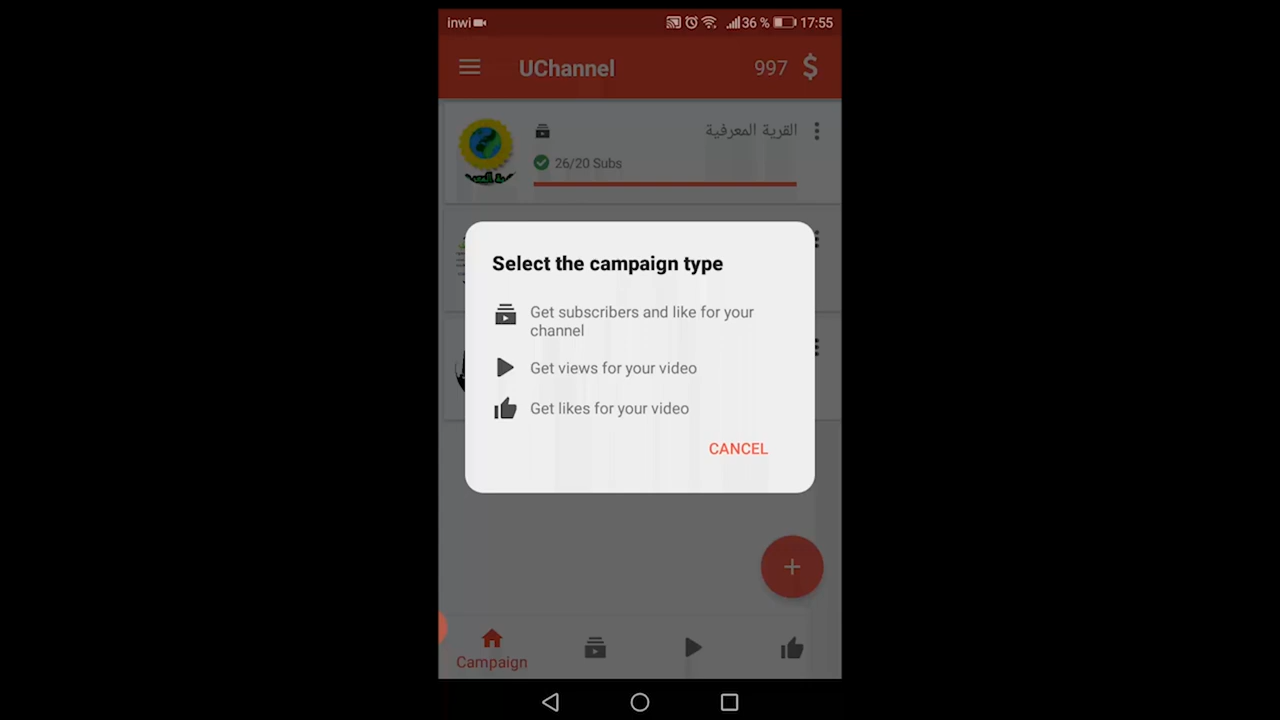 inwi 36 % 17:55
UChannel 997 $
القرية المعرفية
26/20 Subs
Select the campaign type
Get subscribers and like for your
channel
Get views for your video
Get likes for your video
CANCEL
Campaign